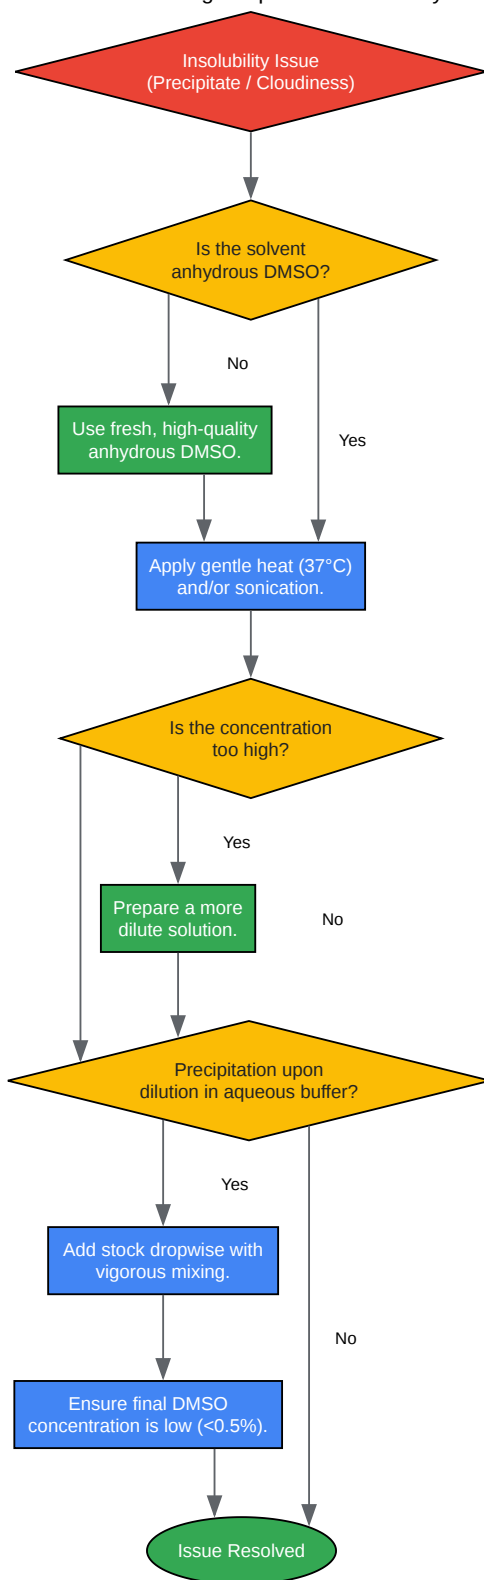 Insolubility Issue
(Precipitate / Cloudiness)
Is the solvent
anhydrous DMSO?
No
Use fresh, high-quality
anhydrous DMSO.
Yes
Apply gentle heat (37°C)
and/or sonication.
Is the concentration
too high?
Yes
Prepare a more
dilute solution.
No
Precipitation upon
dilution in aqueous buffer?
Yes
Add stock dropwise with
vigorous mixing.
No
Ensure final DMSO
concentration is low (<0.5%).
Issue Resolved